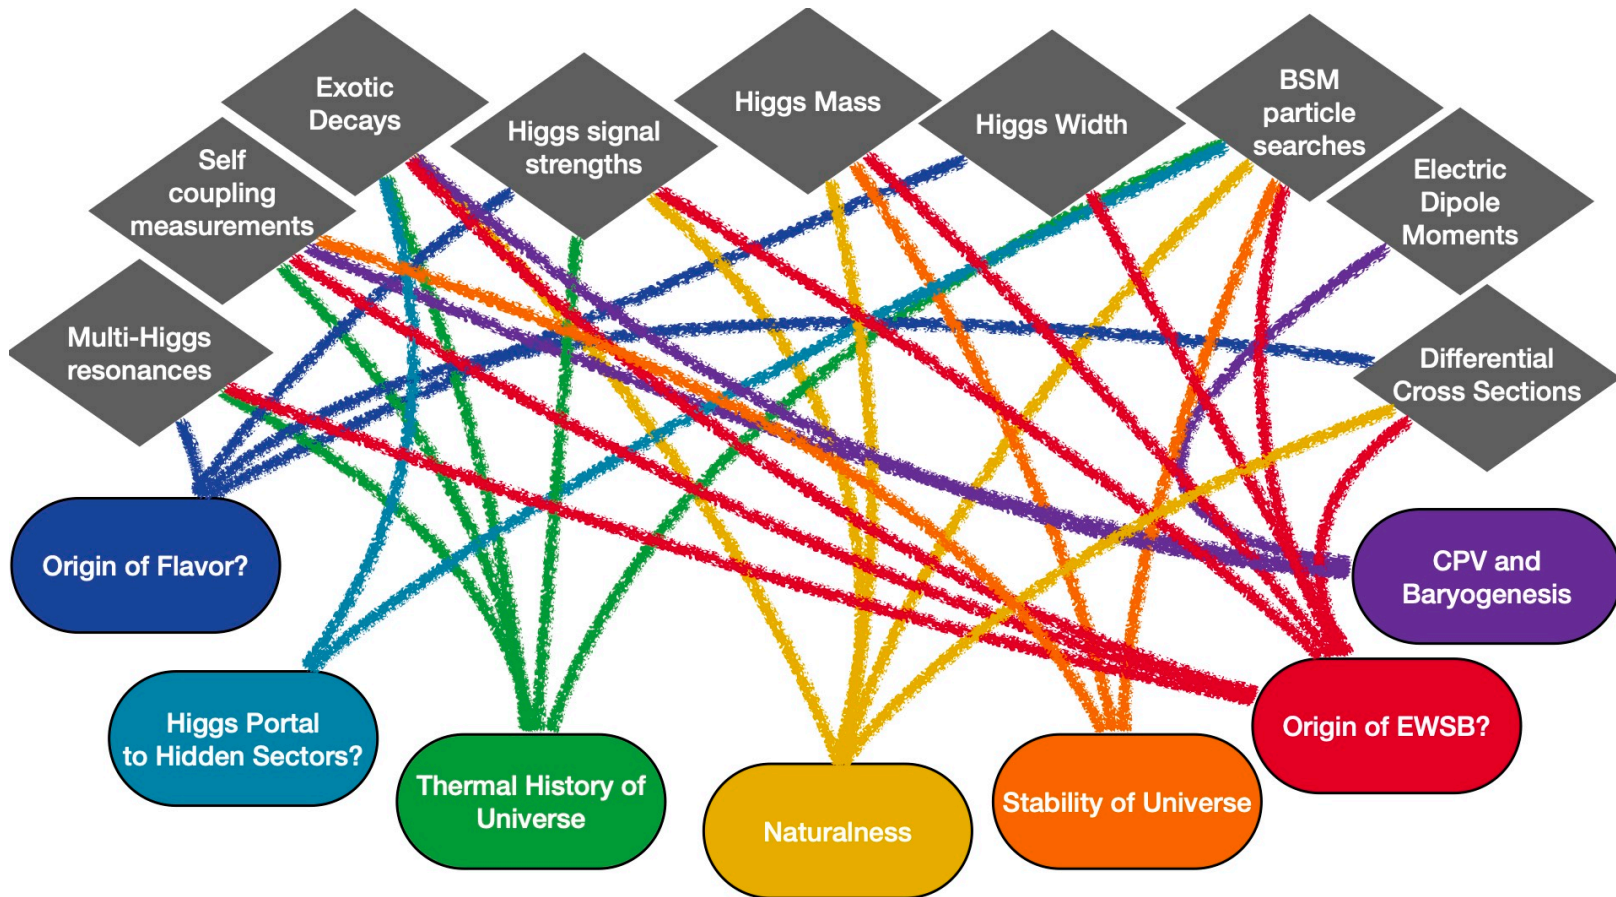 Exotic
Decays
Higgs signal
strengths
Higgs Mass
Higgs Width
BSM
particle
searches
Self
coupling
measurements
Electric
Dipole
Moments
Multi-Higgs
resonances
Differential
Cross Sections
Origin of Flavor?
CPV and
Baryogenesis
Higgs Portal
to Hidden Sectors?
Origin of EWSB?
Thermal History of
Universe
Naturalness
Stability of Universe